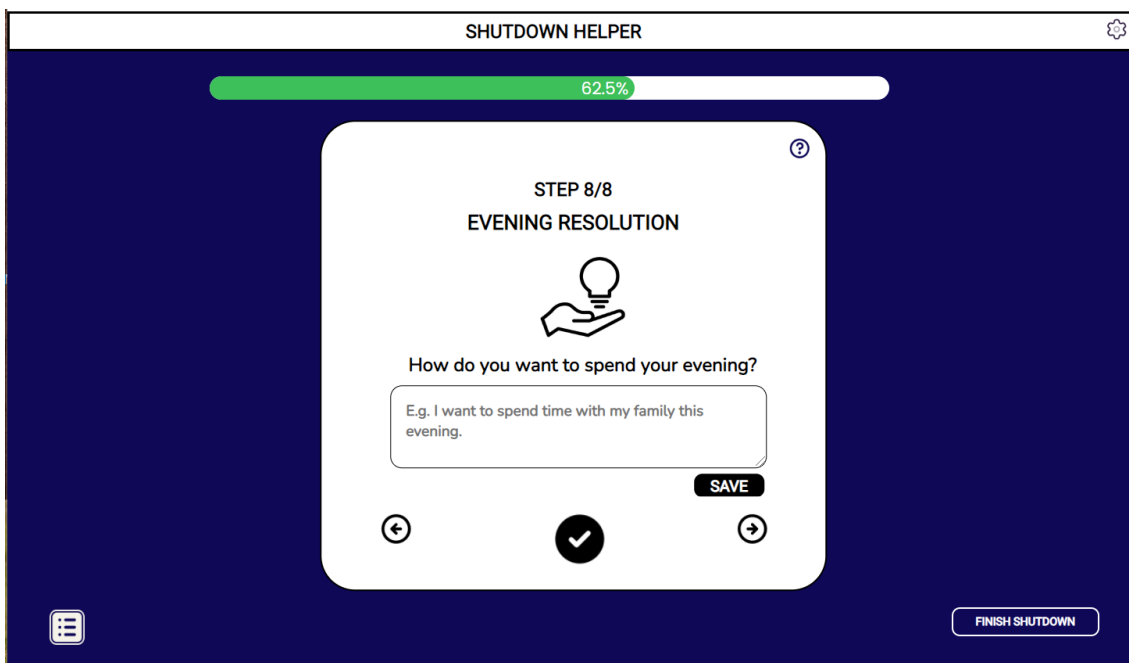 SHUTDOWN HELPER
62.5%
STEP 8/8
EVENING RESOLUTION
How do you want to spend your evening?
E.g. I want to spend time with my family this
evening.
SAVE
FINISH SHUTDOWN